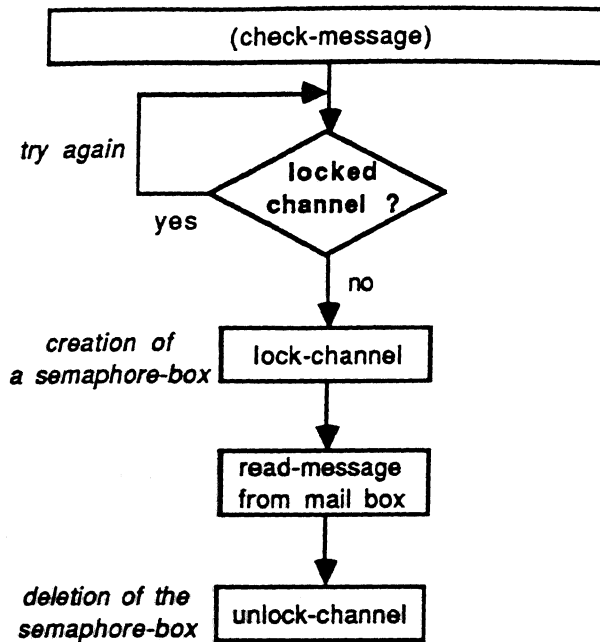 (check-message)
try again
locked
channel ?
yes
no
creation of
a semaphore-box
lock-channel
read-message
from mail box
deletion of the
semaphore-box
unlock-channel